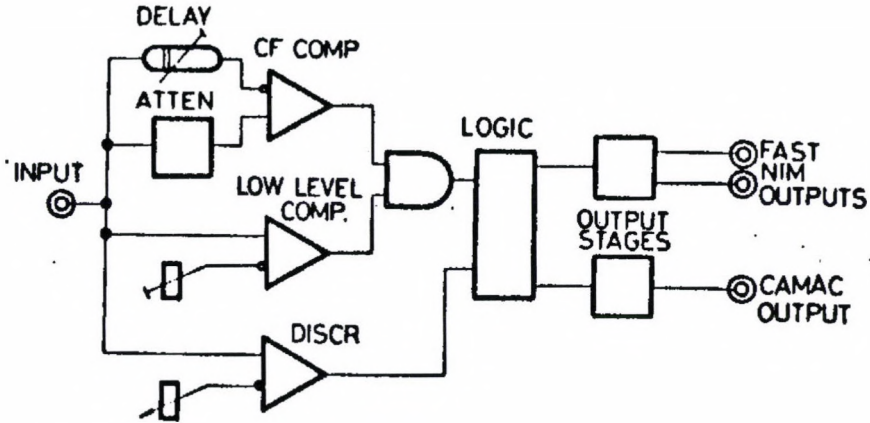 DELAY
CF COMP
ATTEN
LOGIC
INPUT
FAST
NIM
OUTPUTS
LOW LEVEL
COMP.
OUTPUT
STAGES
CAMAC
OUTPUT
DISCR